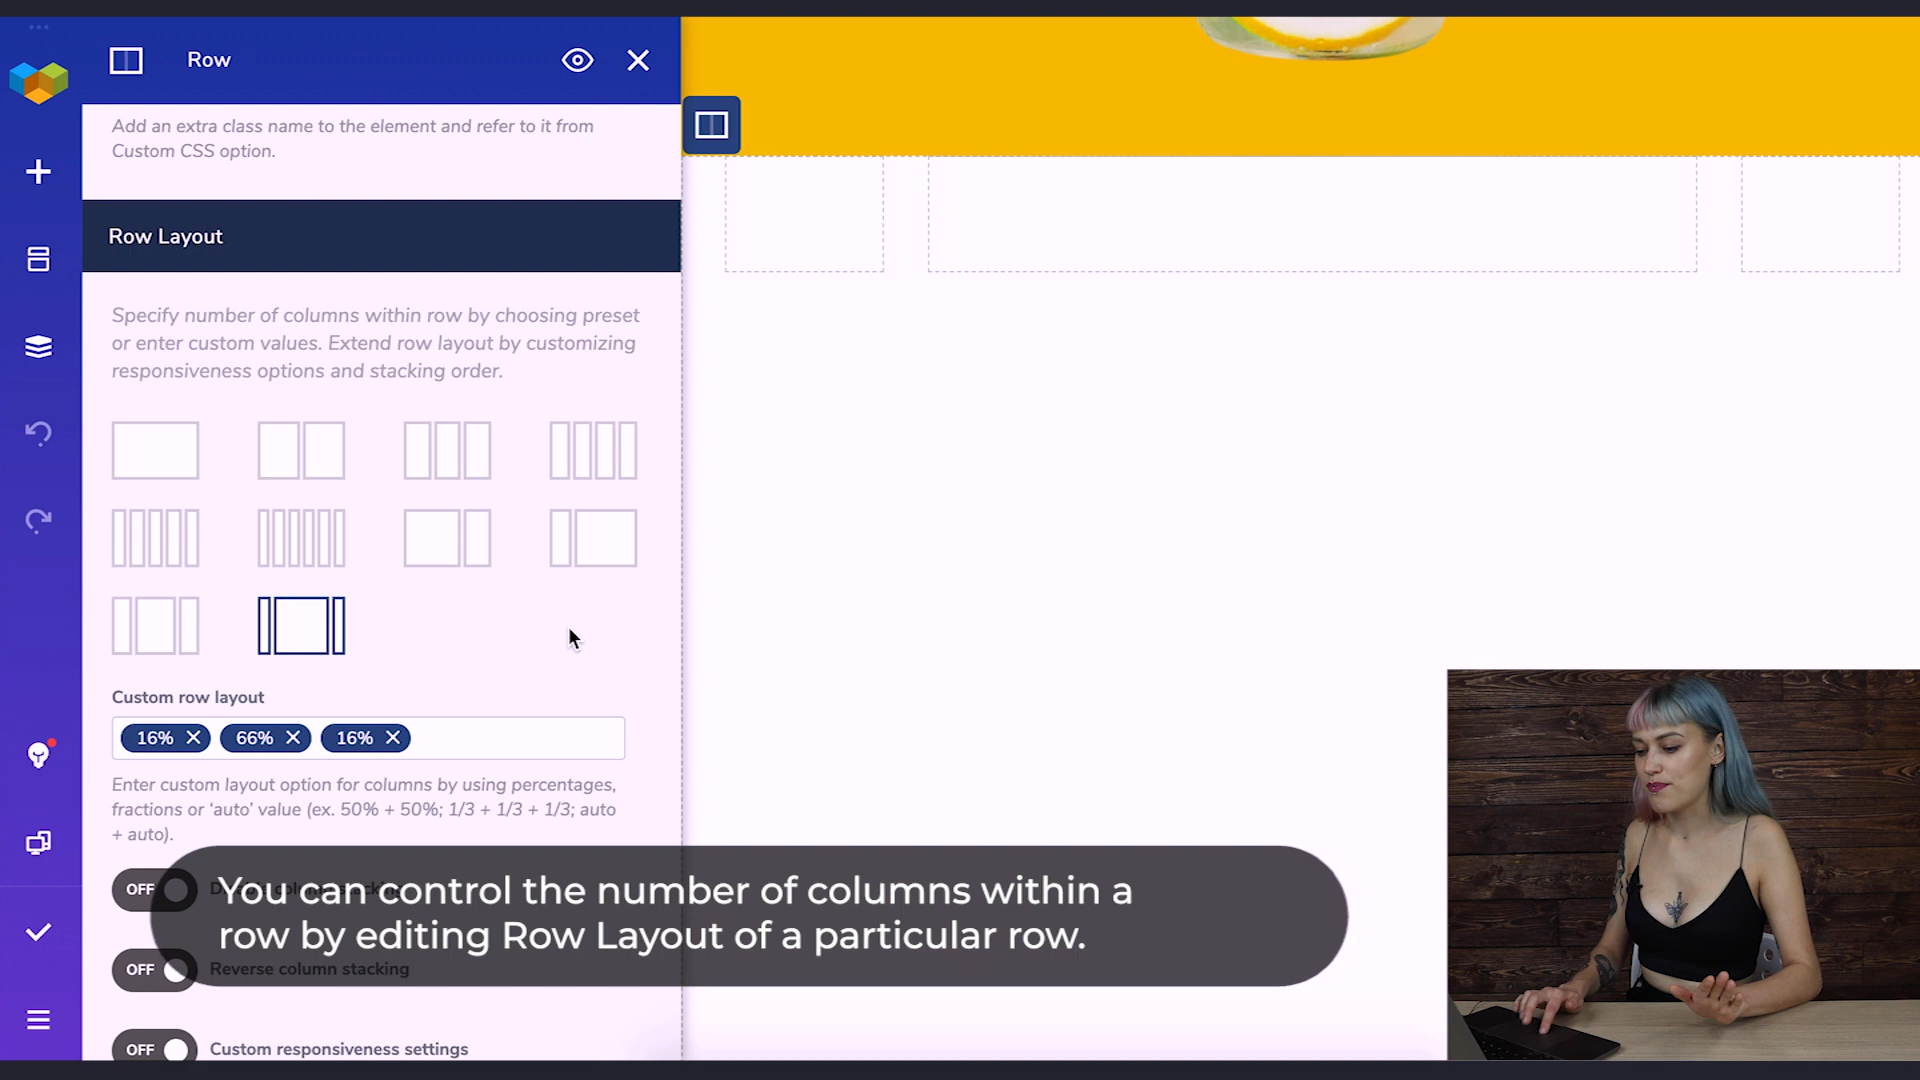 Row
Add an extra class name to the element and refer to it from
Custom CSS option.
Row Layout
Specify number of columns within row by choosing preset
or enter custom values. Extend row layout by customizing
responsiveness options and stacking order.
Custom row layout
16% 66% 16%
Enter custom layout option for columns by using percentages,
fractions or ‘auto’ value (ex. 50% + 50%; 1/3 + 1/3 + 1/3; auto
+ auto).
OFF
You can control the number of columns within a
row by editing Row Layout of a particular row.
OFF Reverse column stacking
OFF Custom responsiveness settings